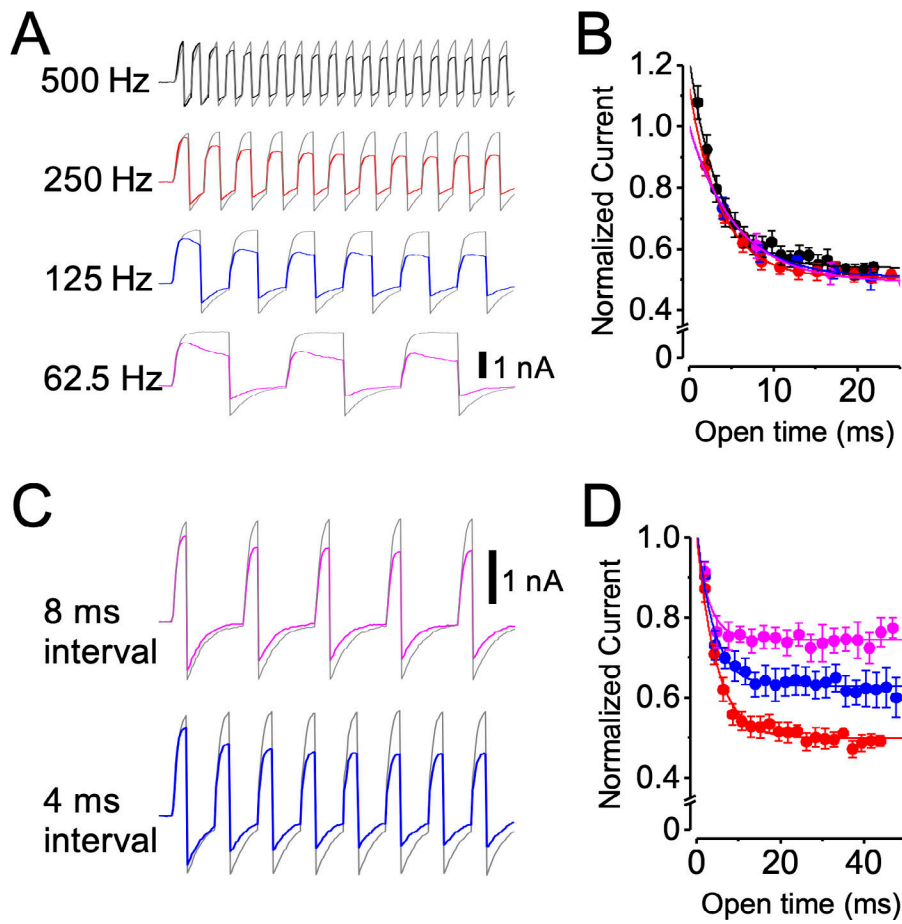 A
500 Hz
250 Hz
125 Hz
62.5 Hz
1 nA
B
Normalized Current
1.2
1.0
0.8
0.6
0.4
0
0 10 20
Open time (ms)
C
8 ms
interval
1 nA
4 ms
interval
D
Normalized Current
1.0
0.8
0.6
0.4
0
0 20 40
Open time (ms)